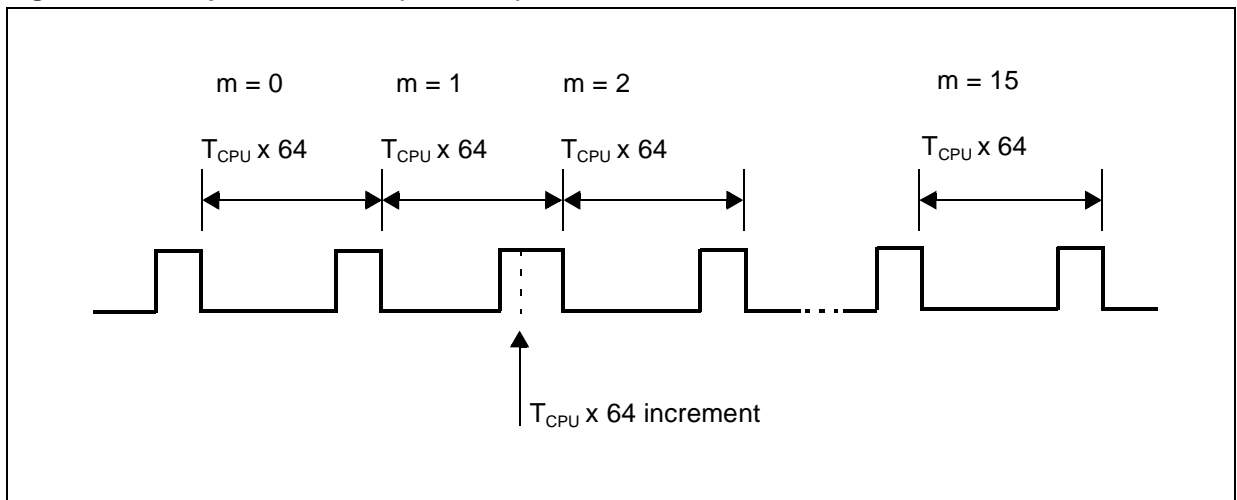 m = 0 m = 1 m = 2 m = 15
T_CPU x 64 T_CPU x 64 T_CPU x 64 T_CPU x 64
T_CPU x 64 increment